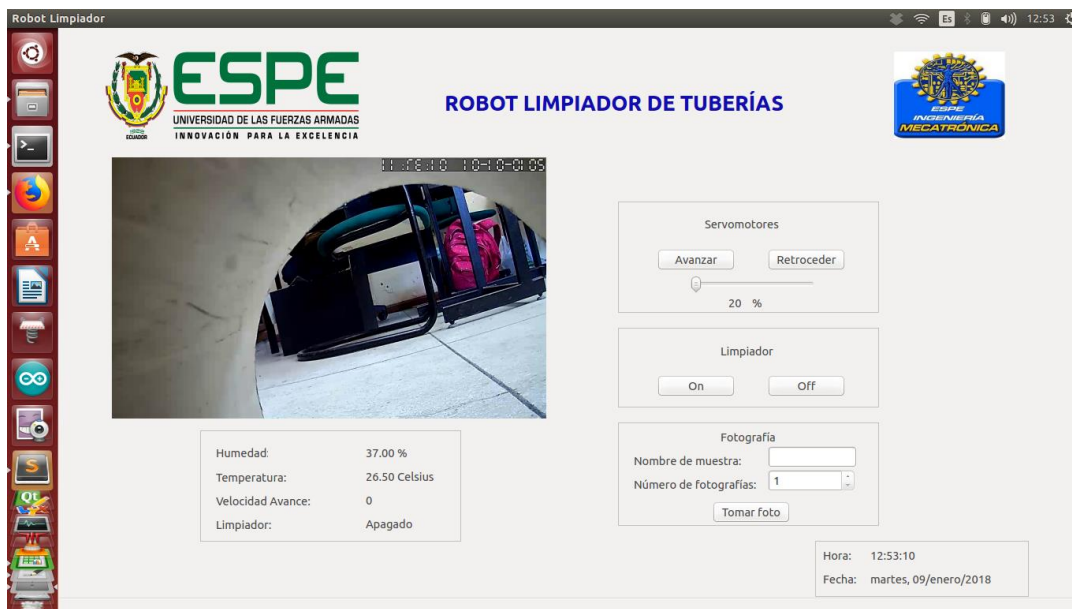 Robot Limpiador
Es
12:53
ESPE
UNIVERSIDAD DE LAS FUERZAS ARMADAS
INNOVACIÓN PARA LA EXCELENCIA
ECUADOR
ROBOT LIMPIADOR DE TUBERÍAS
ESPE
INGENIERÍA
MECATRÓNICA
Servomotores
Avanzar
Retroceder
20 %
Limpiador
On
Off
Fotografía
Nombre de muestra:
Número de fotografías:
1
Tomar foto
Humedad:
37.00 %
Temperatura:
26.50 Celsius
Velocidad Avance:
0
Limpiador:
Apagado
Hora:
12:53:10
Fecha:
martes, 09/enero/2018